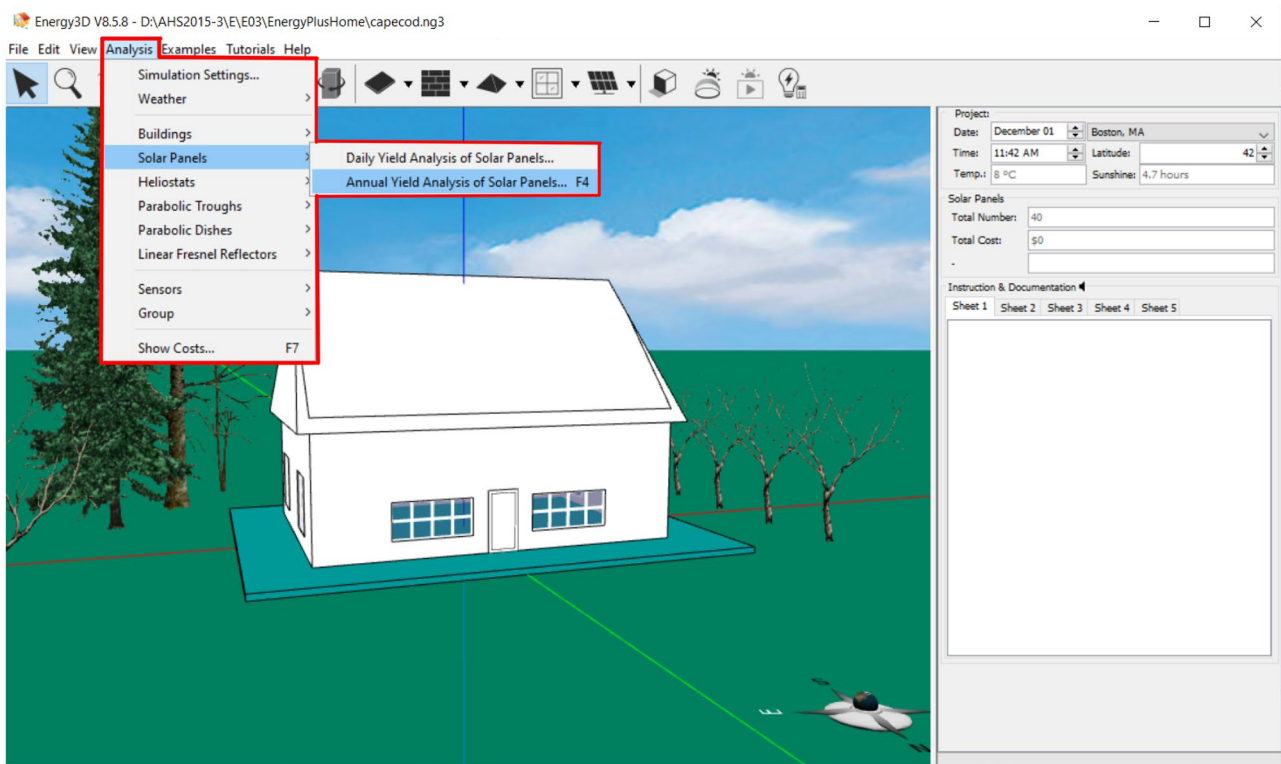 Energy3D V8.5.8 - D:\AHS2015-3\E\E03\EnergyPlusHome\capecod.ng3
File Edit View Analysis Examples Tutorials Help
Simulation Settings...
Weather
Buildings
Solar Panels
Heliostats
Parabolic Troughs
Parabolic Dishes
Linear Fresnel Reflectors
Sensors
Group
Show Costs... F7
Daily Yield Analysis of Solar Panels...
Annual Yield Analysis of Solar Panels... F4
Project:
Date: December 01 Boston, MA
Time: 11:42 AM Latitude: 42
Temp.: 8 ºC Sunshine: 4.7 hours
Solar Panels
Total Number: 40
Total Cost: $0
-
Instruction & Documentation
Sheet 1 Sheet 2 Sheet 3 Sheet 4 Sheet 5
S
E
N